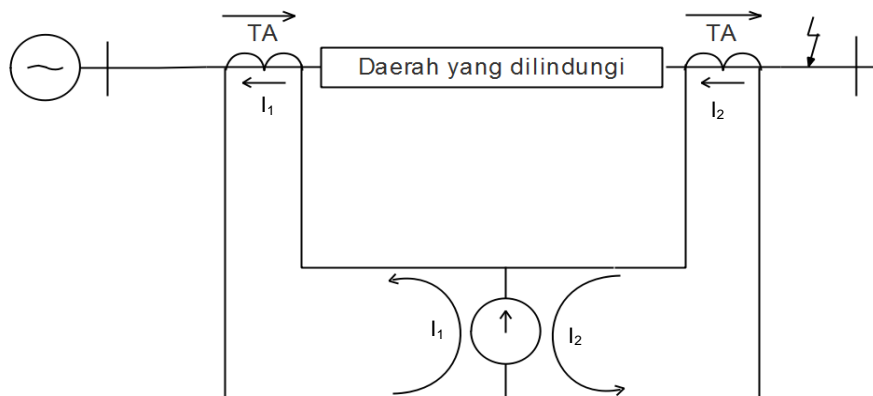 TA
TA
Daerah yang dilindungi
I₁
I₂
I₁
I₂